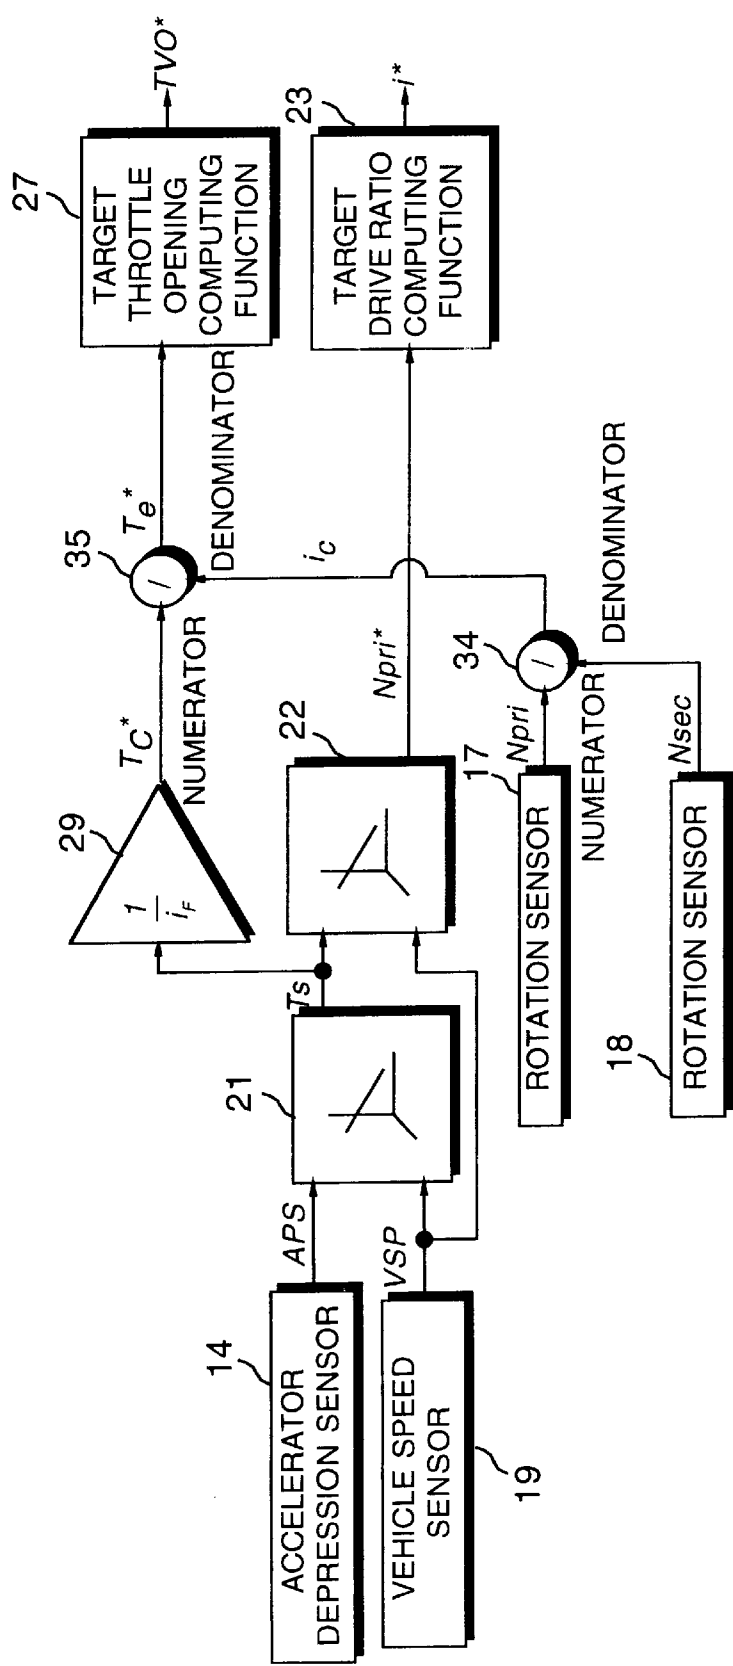 14
ACCELERATOR
DEPRESSION SENSOR
APS
VEHICLE SPEED
SENSOR
19
VSP
21
Ts
29
1
iF
TC*
NUMERATOR
22
Npri*
35
/
Te*
DENOMINATOR
27
TARGET
THROTTLE
OPENING
COMPUTING
FUNCTION
TVO*
23
TARGET
DRIVE RATIO
COMPUTING
FUNCTION
i*
ic
17
ROTATION SENSOR
Npri
NUMERATOR
34
/
DENOMINATOR
18
ROTATION SENSOR
Nsec